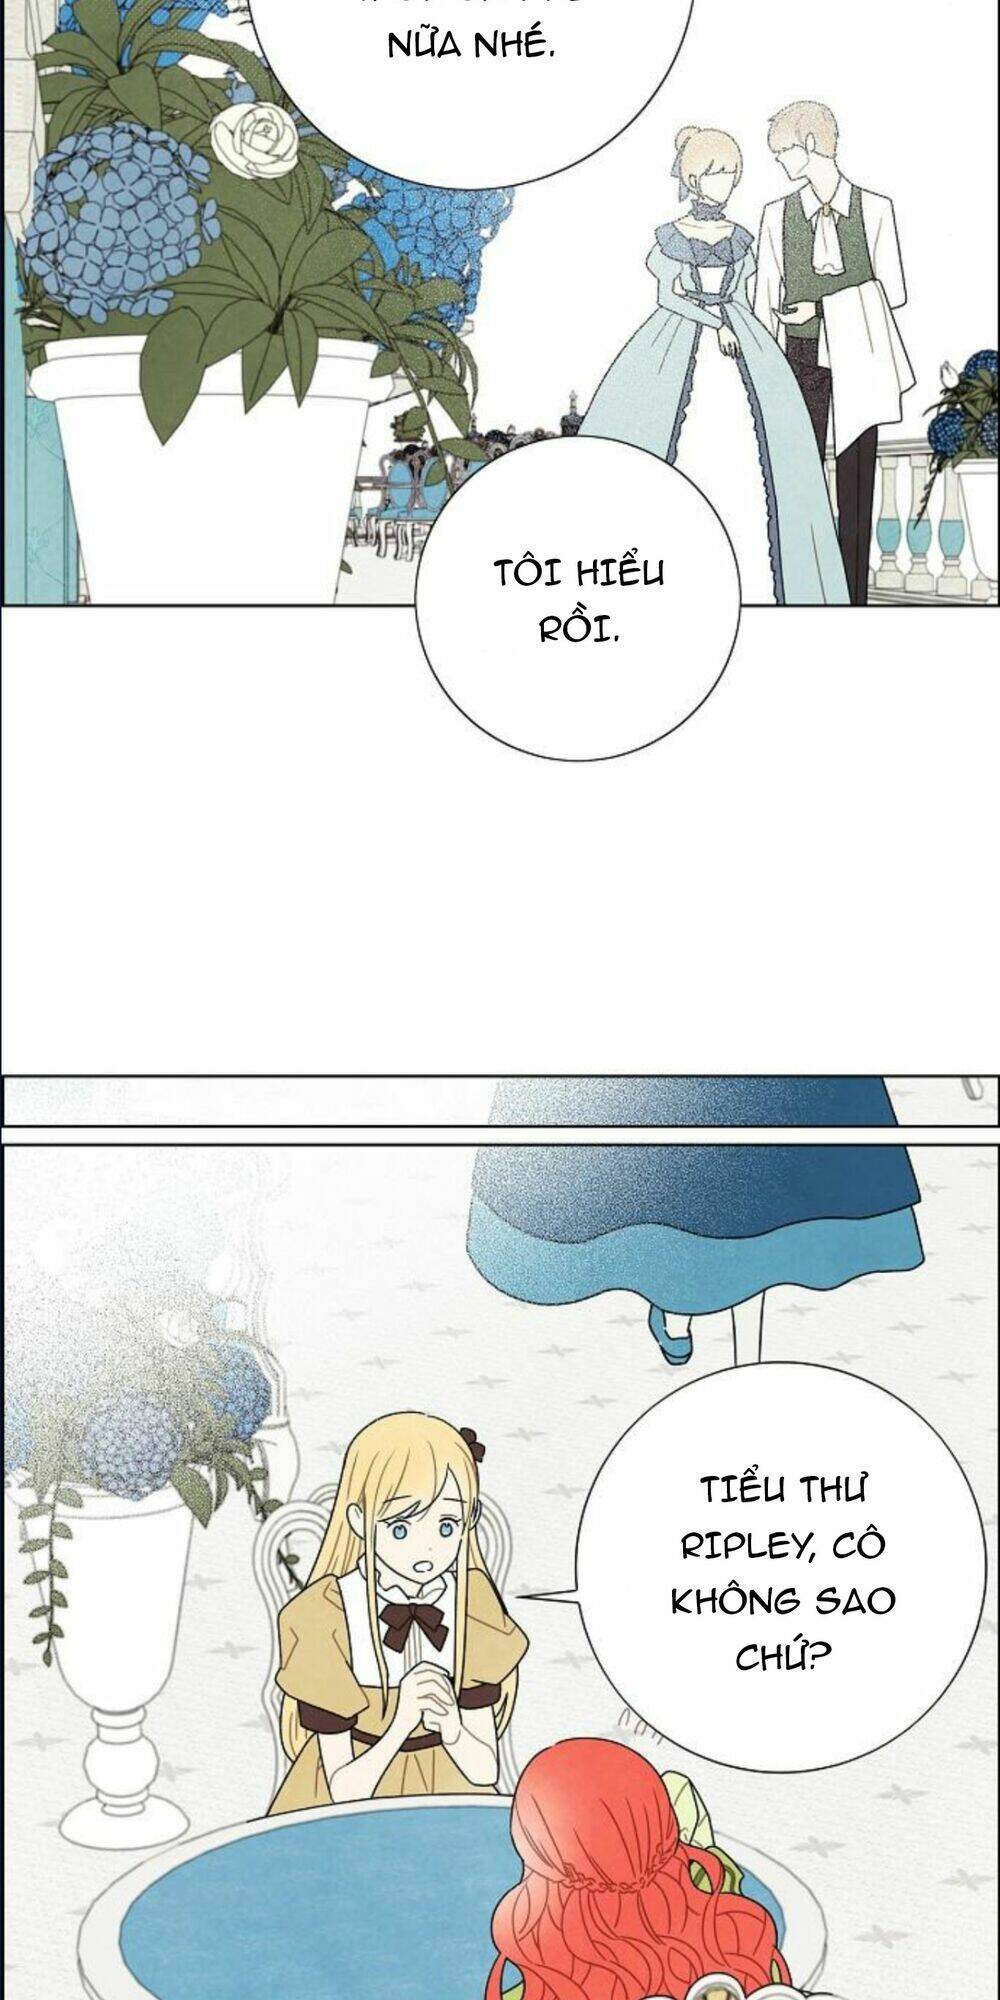 NỮA NHÉ.
TÔI HIỂU
RỒI.
TIỂU THƯ
RIPLEY, CÔ
KHÔNG SAO
CHỨ?